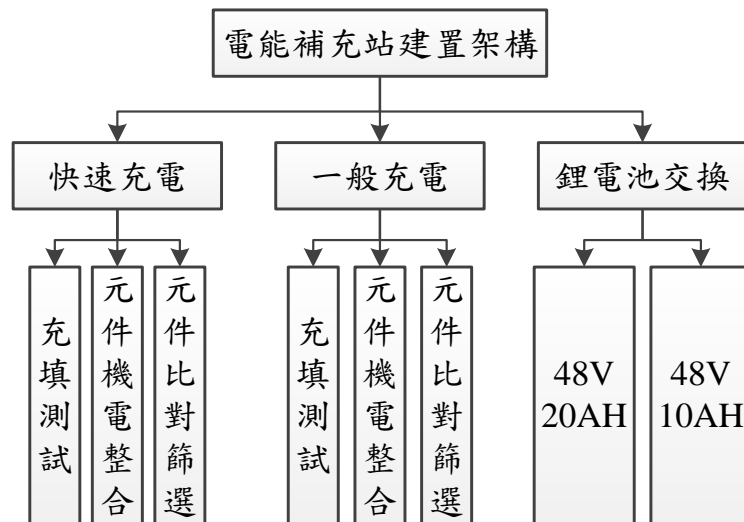 電能補充站建置架構
快速充電
一般充電
鋰電池交換
充填測試
元件機電整合
元件比對篩選
充填測試
元件機電整合
元件比對篩選
48V
20AH
48V
10AH